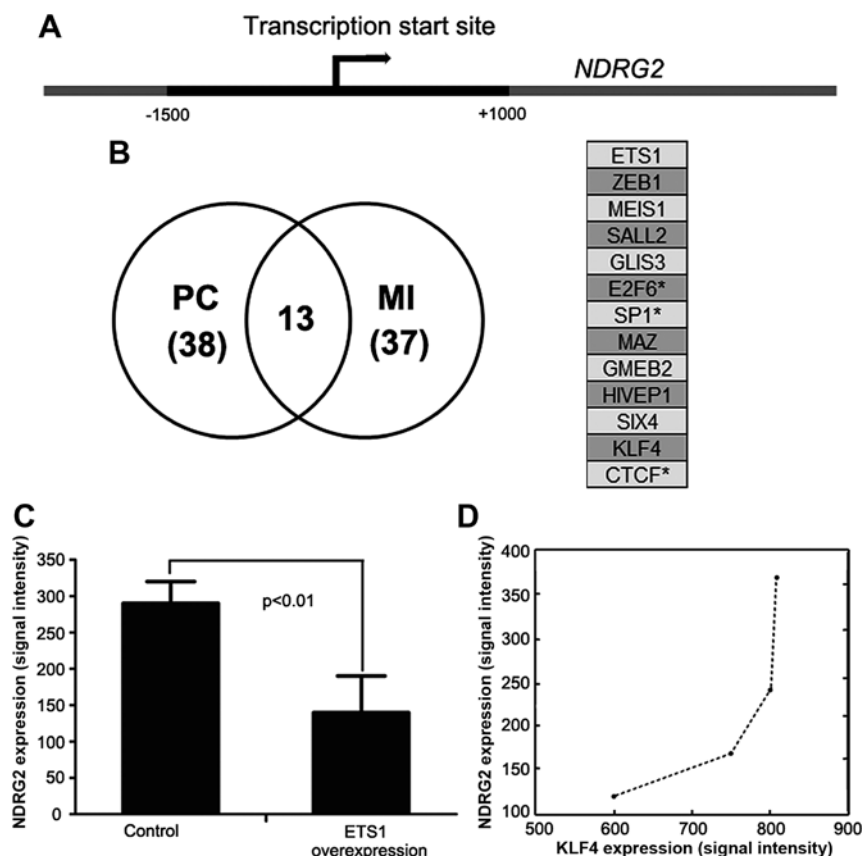 A
Transcription start site
NDRG2
-1500
+1000
B
PC
(38)
13
MI
(37)
ETS1
ZEB1
MEIS1
SALL2
GLIS3
E2F6*
SP1*
MAZ
GMEB2
HIVEP1
SIX4
KLF4
CTCF*
C
NDRG2 expression (signal intensity)
350
300
250
200
150
100
50
0
p<0.01
Control
ETS1
overexpression
D
NDRG2 expression (signal intensity)
400
350
300
250
200
150
100
500
600
700
800
900
KLF4 expression (signal intensity)